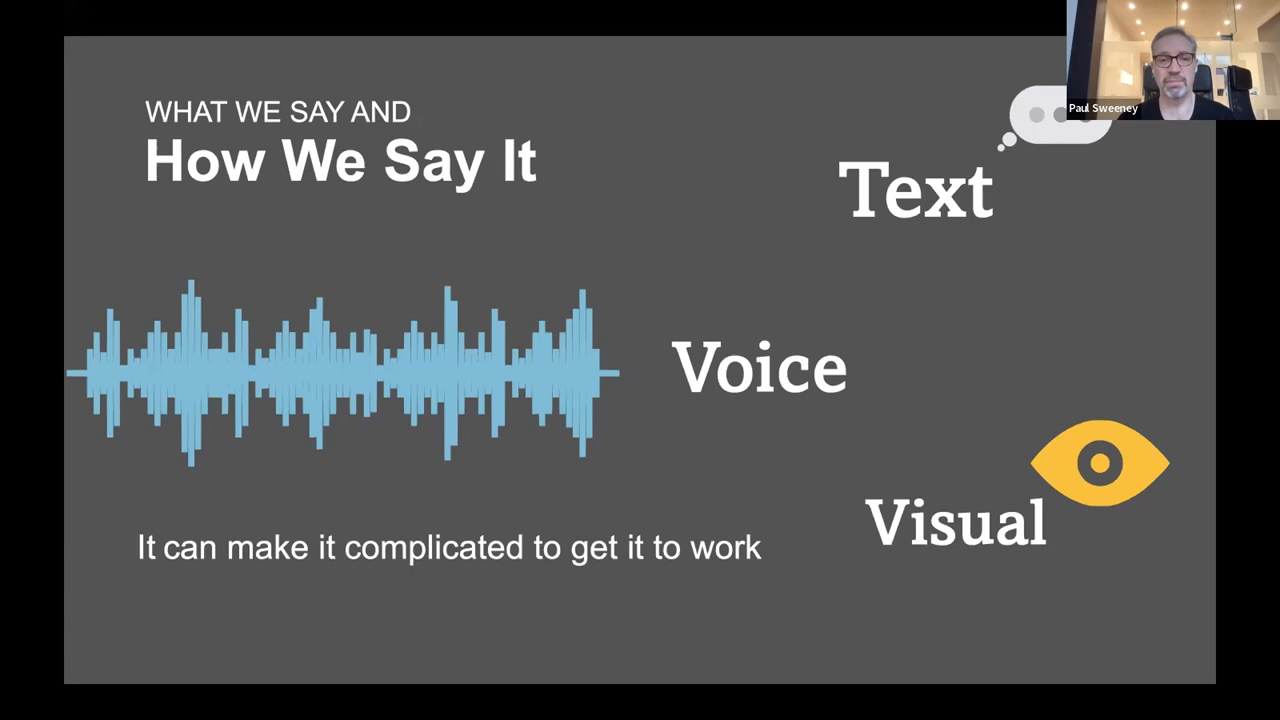 WHAT WE SAY AND
How We Say It
Paul Sweeney
Text
Voice
Visual
It can make it complicated to get it to work